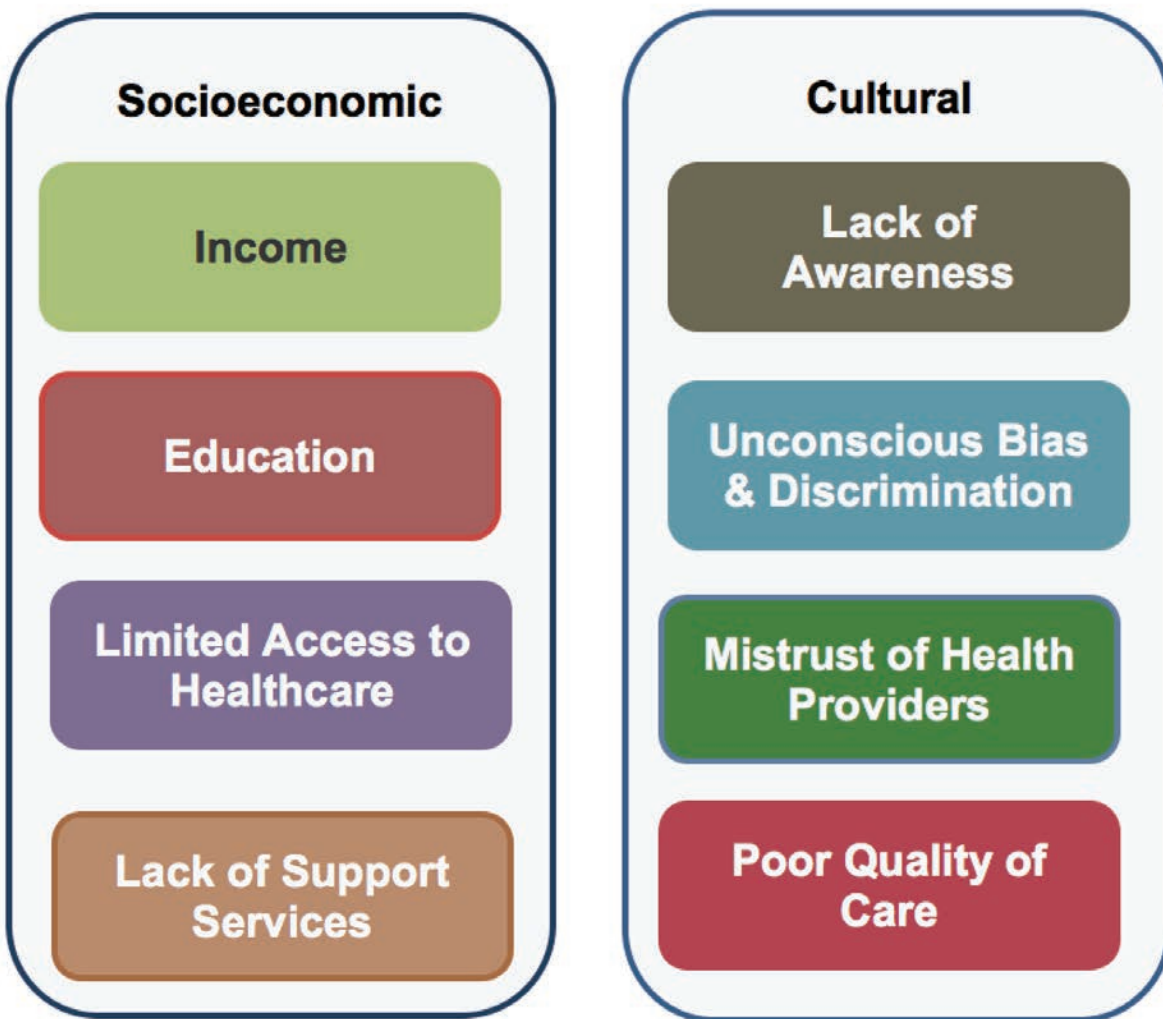 Socioeconomic
Income
Education
Limited Access to
Healthcare
Lack of Support
Services
Cultural
Lack of
Awareness
Unconscious Bias
& Discrimination
Mistrust of Health
Providers
Poor Quality of
Care